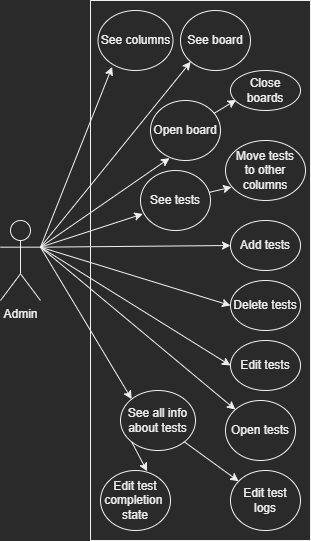 See columns
See board
Close
boards
Open board
Move tests
to other
columns
See tests
Add tests
Admin
Delete tests
Edit tests
See all info
about tests
Open tests
Edit test
completion
state
Edit test
logs